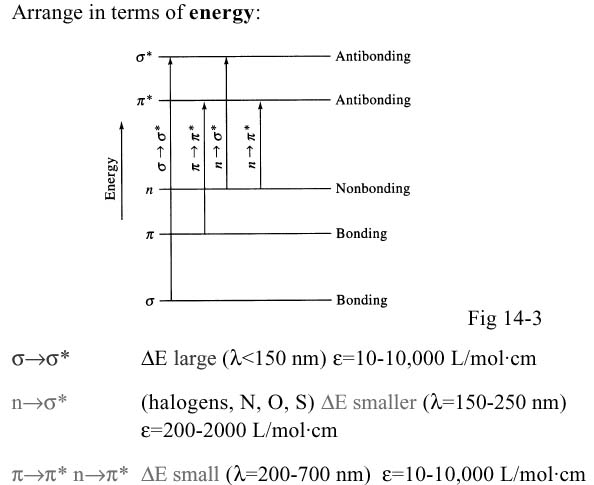 Arrange in terms of energy:
σ* Antibonding
π* Antibonding
Energy
σ → σ*
π → π*
n → σ*
n → π*
n Nonbonding
π Bonding
σ Bonding
Fig 14-3
σ→σ* ΔE large (λ<150 nm) ε=10-10,000 L/mol·cm
n→σ* (halogens, N, O, S) ΔE smaller (λ=150-250 nm)
ε=200-2000 L/mol·cm
π→π* n→π* ΔE small (λ=200-700 nm) ε=10-10,000 L/mol·cm